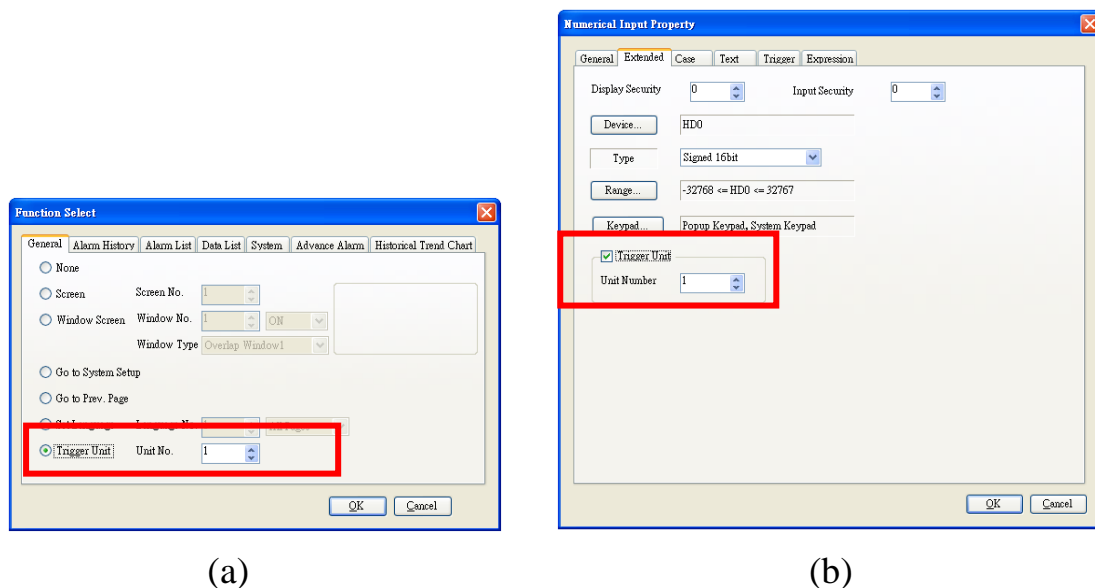 Function Select
General Alarm History Alarm List Data List System Advance Alarm Historical Trend Chart
None
Screen Screen No. 1
Window Screen Window No. 1 ON
Window Type Overlap Window1
Go to System Setup
Go to Prev. Page
Trigger Unit Unit No. 1
OK Cancel
(a)
Numerical Input Property
General Extended Case Text Trigger Expression
Display Security 0 Input Security 0
Device... HD0
Type Signed 16bit
Range... -32768 <= HD0 <= 32767
Keypad... Popup Keypad, System Keypad
Trigger Unit
Unit Number 1
OK Cancel
(b)